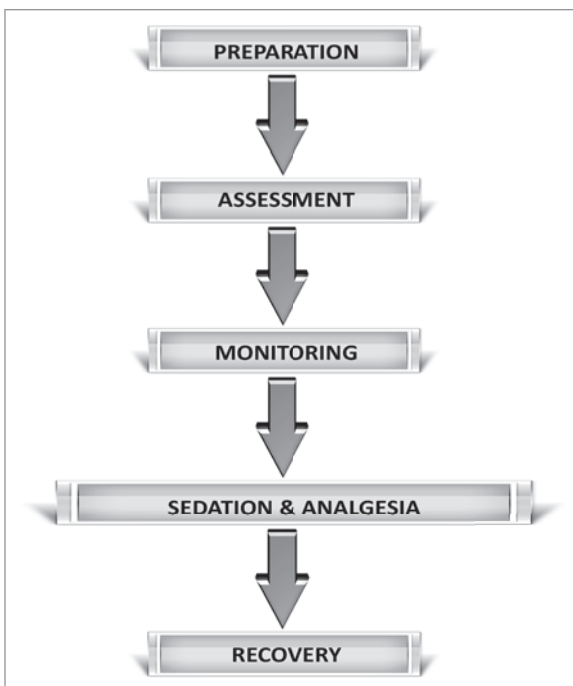 PREPARATION
ASSESSMENT
MONITORING
SEDATION & ANALGESIA
RECOVERY